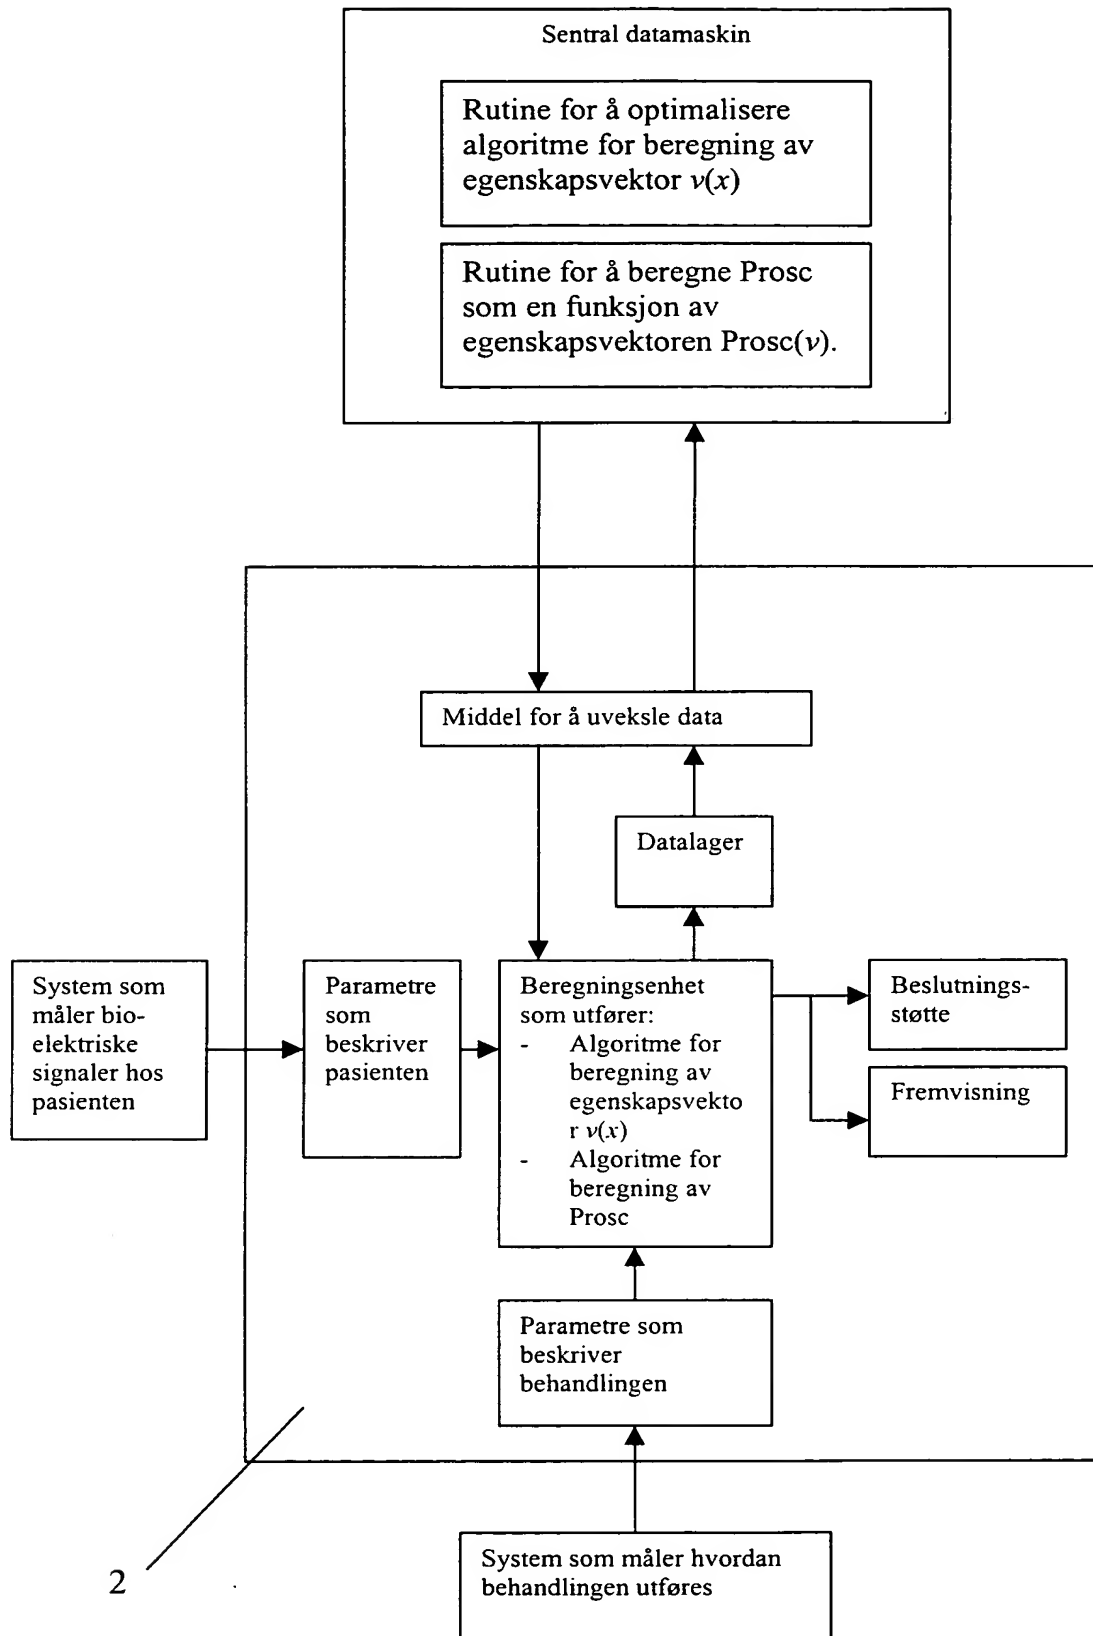 Sentral datamaskin
Rutine for å optimalisere
algoritme for beregning av
egenskapsvektor v(x)
Rutine for å beregne Prosc
som en funksjon av
egenskapsvektoren Prosc(v).
Middel for å uveksle data
Datalager
System som
måler bio-
elektriske
signaler hos
pasienten
Parametre
som
beskriver
pasienten
Beregningsenhet
som utfører:
- Algoritme for
beregning av
egenskapsvekto
r v(x)
- Algoritme for
beregning av
Prosc
Beslutnings-
støtte
Fremvisning
Parametre som
beskriver
behandlingen
2
System som måler hvordan
behandlingen utføres